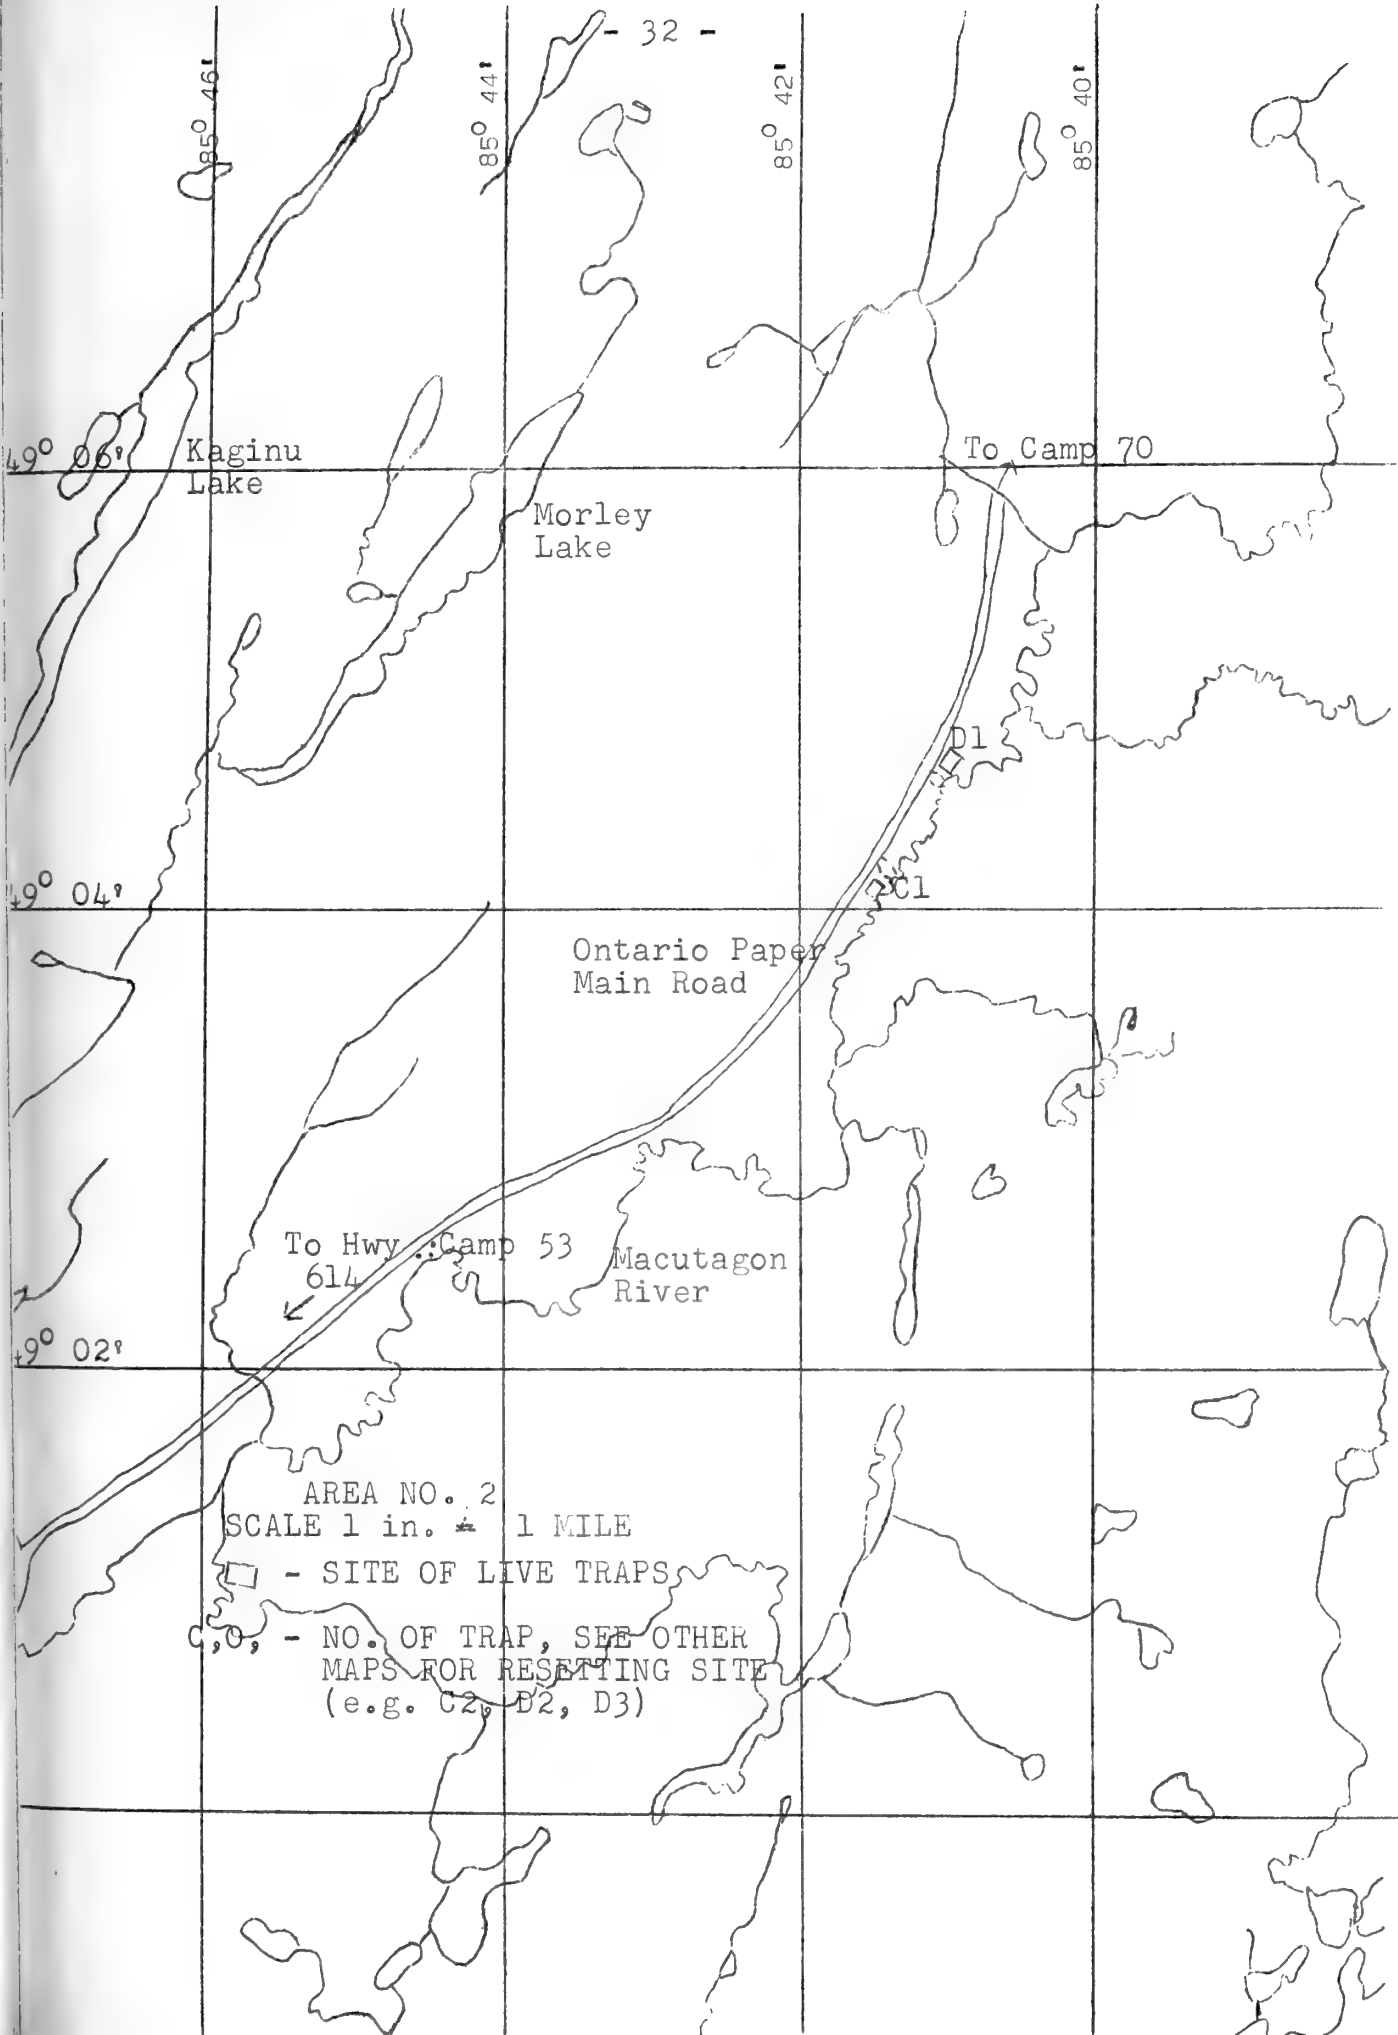 - 32 -
85° 46'
85° 44'
85° 42'
85° 40'
49° 06'
Kaginu
Lake
To Camp 70
Morley
Lake
D1
49° 04'
C1
Ontario Paper
Main Road
To Hwy
614
Camp 53
Macutagon
River
49° 02'
AREA NO. 2
SCALE 1 in. ≐ 1 MILE
- SITE OF LIVE TRAPS
C,O, - NO. OF TRAP, SEE OTHER
MAPS FOR RESETTING SITE
(e.g. C2, D2, D3)